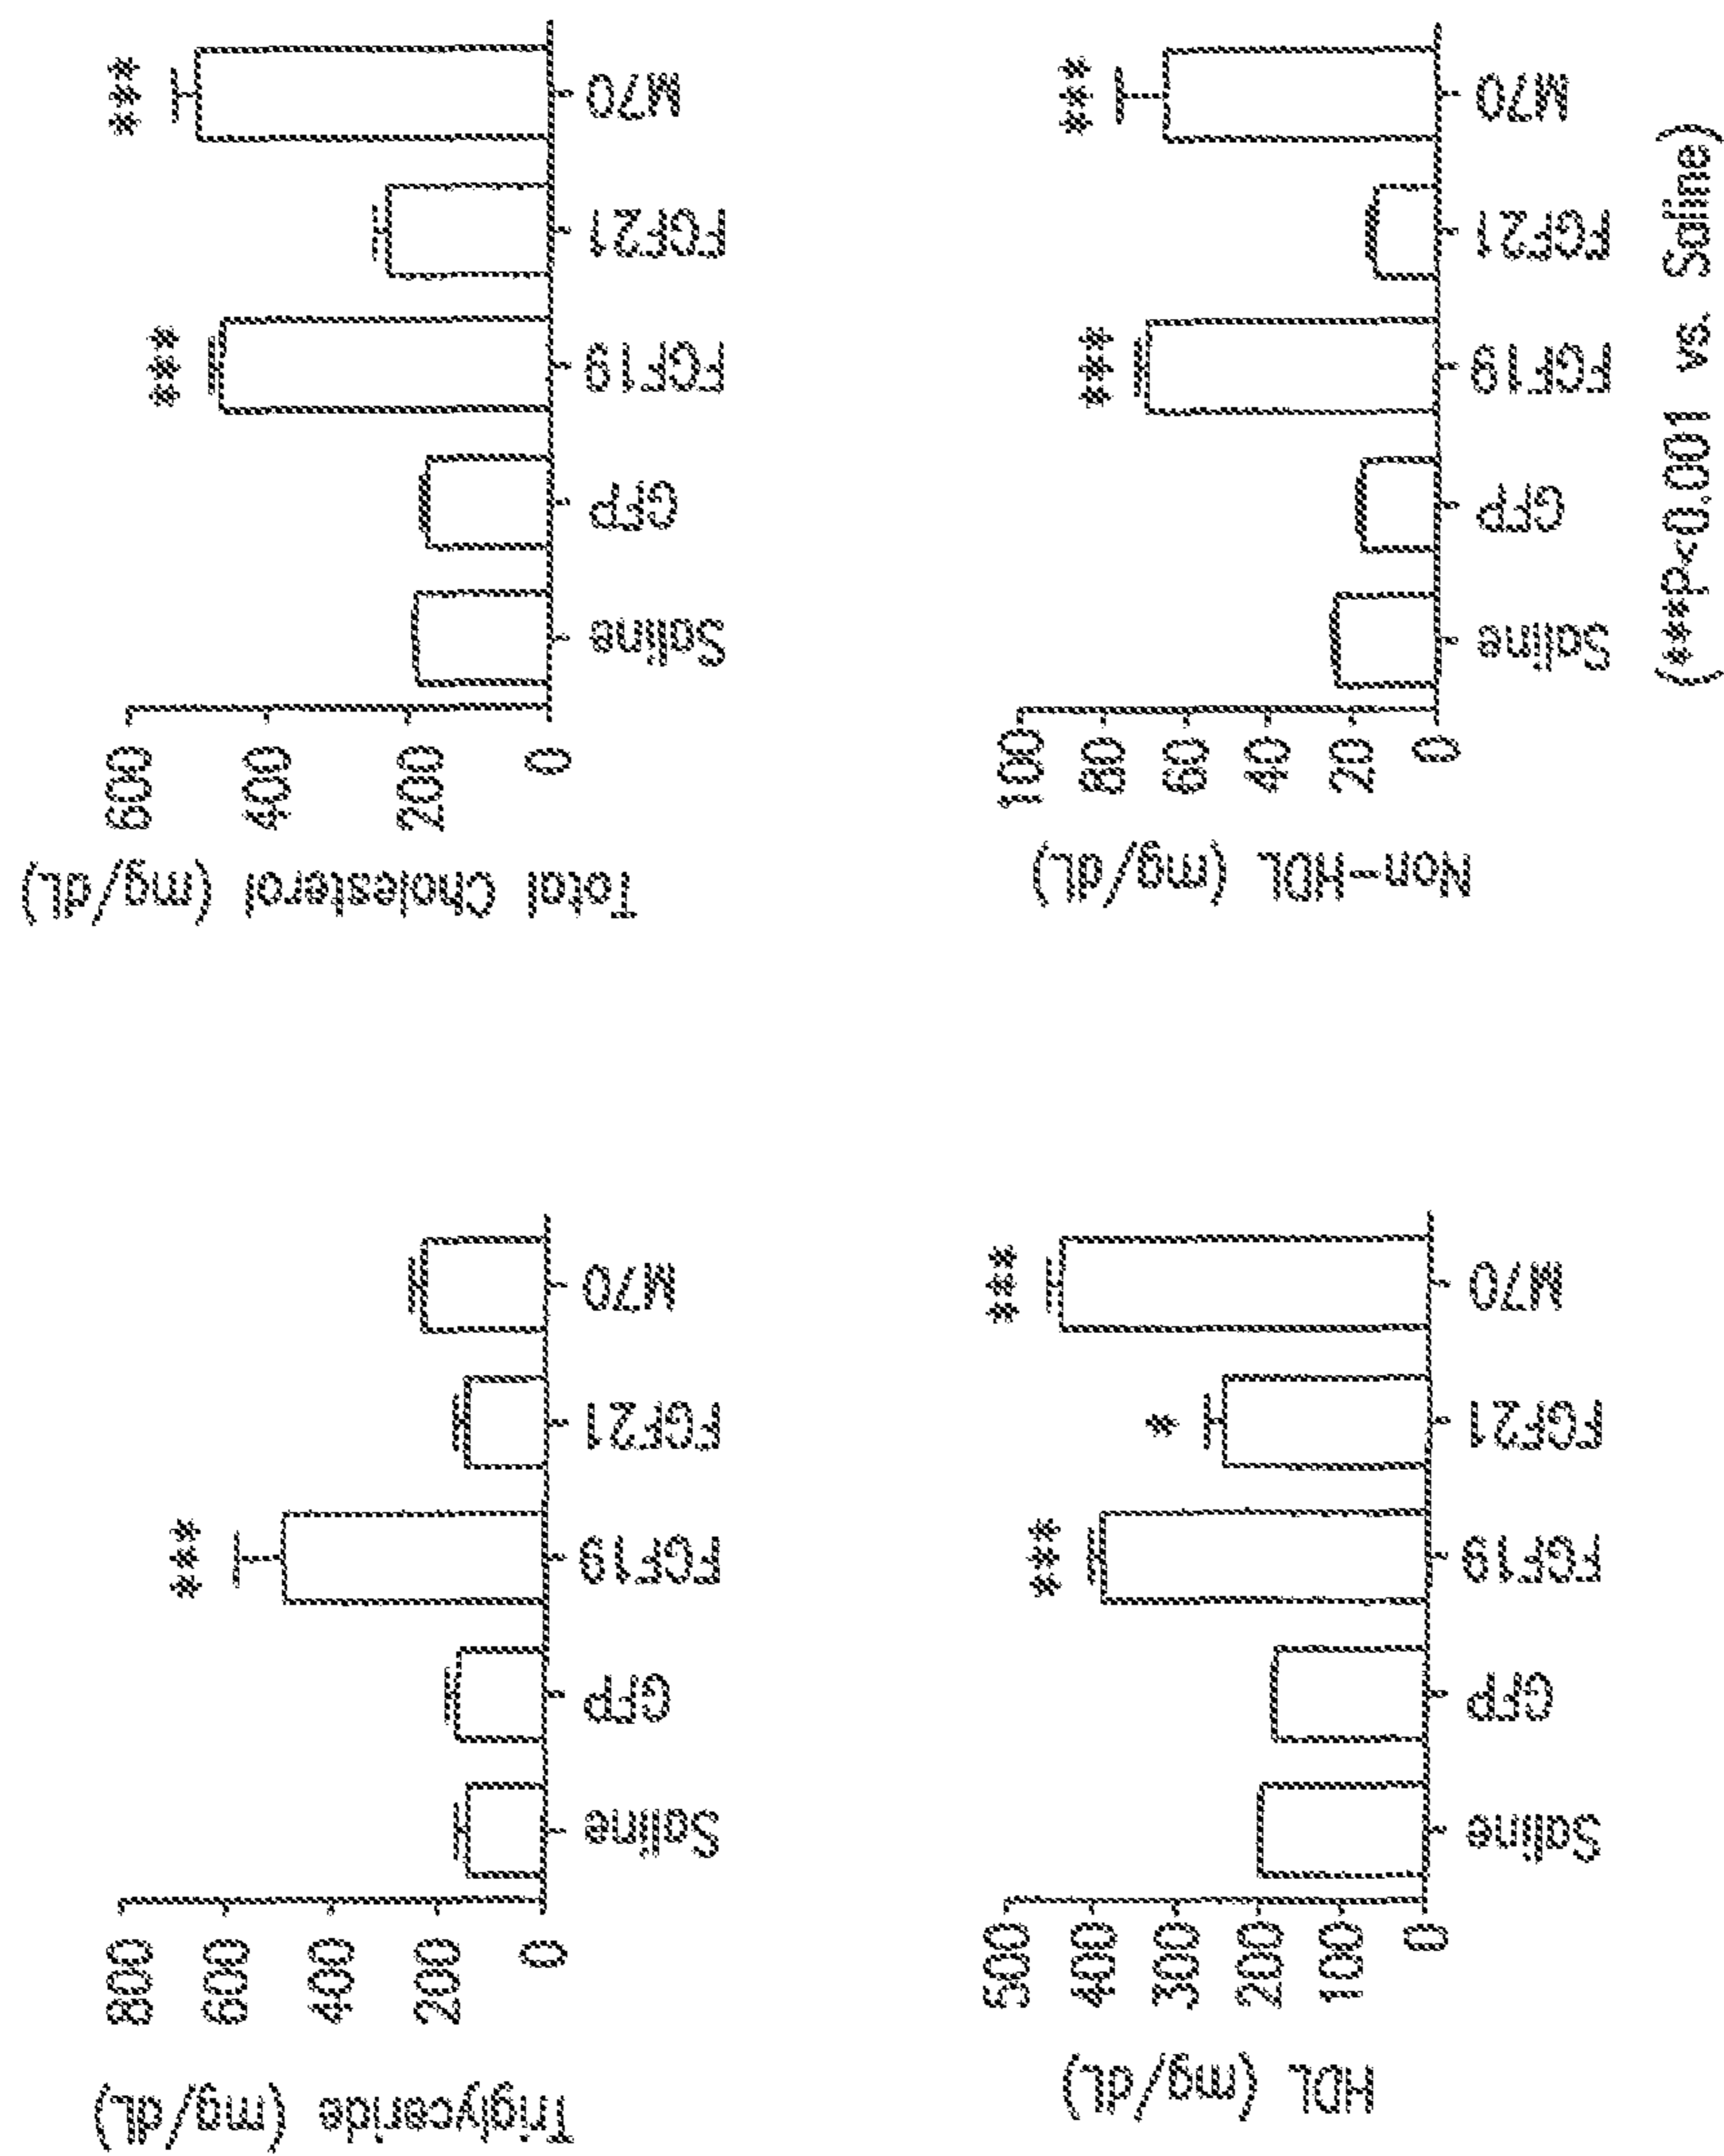 Triglyceride (mg/dL)
800
600
400
200
0
***
Saline
GFP
FGF19
FGF21
M70
Total Cholesterol (mg/dL)
600
400
200
0
***
***
Saline
GFP
FGF19
FGF21
M70
HDL (mg/dL)
500
400
300
200
100
0
***
*
***
Saline
GFP
FGF19
FGF21
M70
Non-HDL (mg/dL)
100
80
60
40
20
0
***
***
Saline
GFP
FGF19
FGF21
M70
(***P<0.001 vs. Saline)